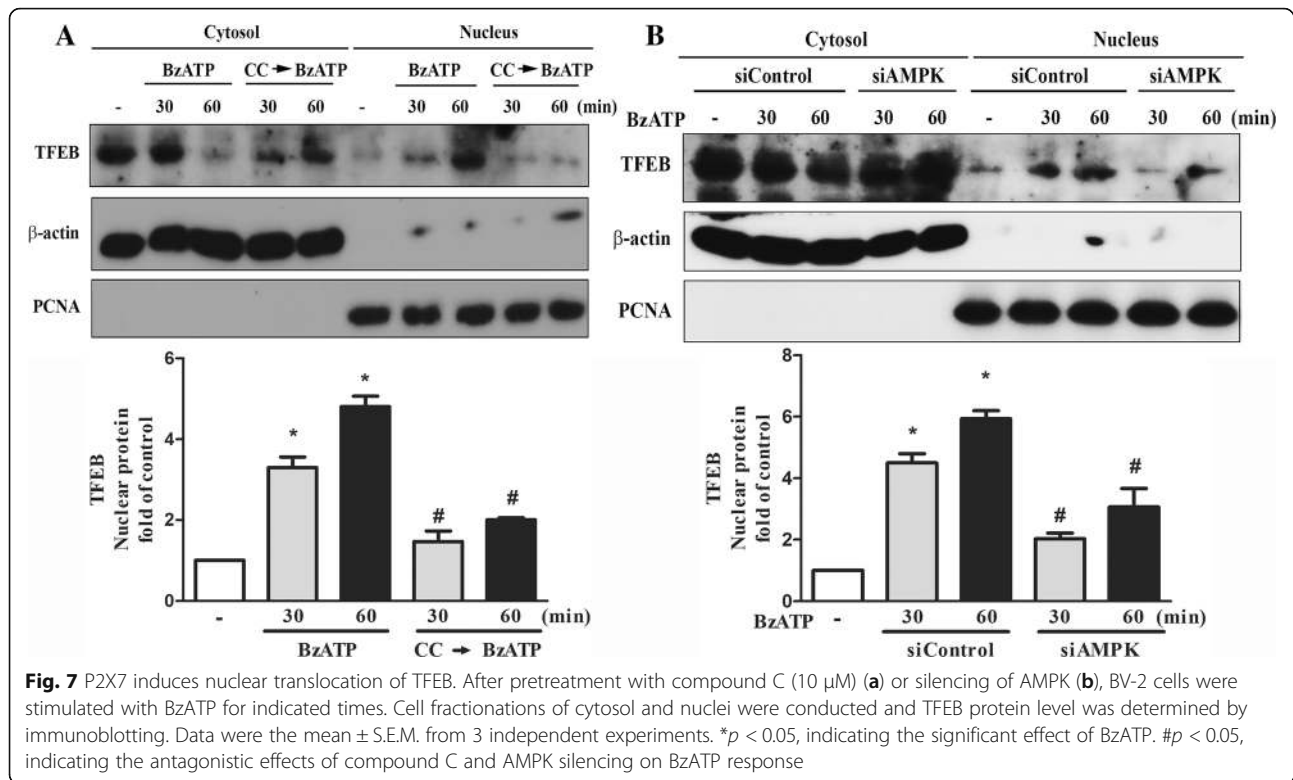 A
Cytosol Nucleus
BzATP CC → BzATP BzATP CC → BzATP
- 30 60 30 60 - 30 60 30 60 (min)
TFEB
β-actin
PCNA
TFEB
Nuclear protein
fold of control
6
4
2
0
* * # #
- 30 60 30 60 (min)
BzATP CC → BzATP
B
Cytosol Nucleus
siControl siAMPK siControl siAMPK
BzATP - 30 60 30 60 - 30 60 30 60 (min)
TFEB
β-actin
PCNA
TFEB
Nuclear protein
fold of control
8
6
4
2
0
* * # #
BzATP - 30 60 30 60 (min)
siControl siAMPK
Fig. 7 P2X7 induces nuclear translocation of TFEB. After pretreatment with compound C (10 μM) (a) or silencing of AMPK (b), BV-2 cells were
stimulated with BzATP for indicated times. Cell fractionations of cytosol and nuclei were conducted and TFEB protein level was determined by
immunoblotting. Data were the mean ± S.E.M. from 3 independent experiments. *p < 0.05, indicating the significant effect of BzATP. #p < 0.05,
indicating the antagonistic effects of compound C and AMPK silencing on BzATP response